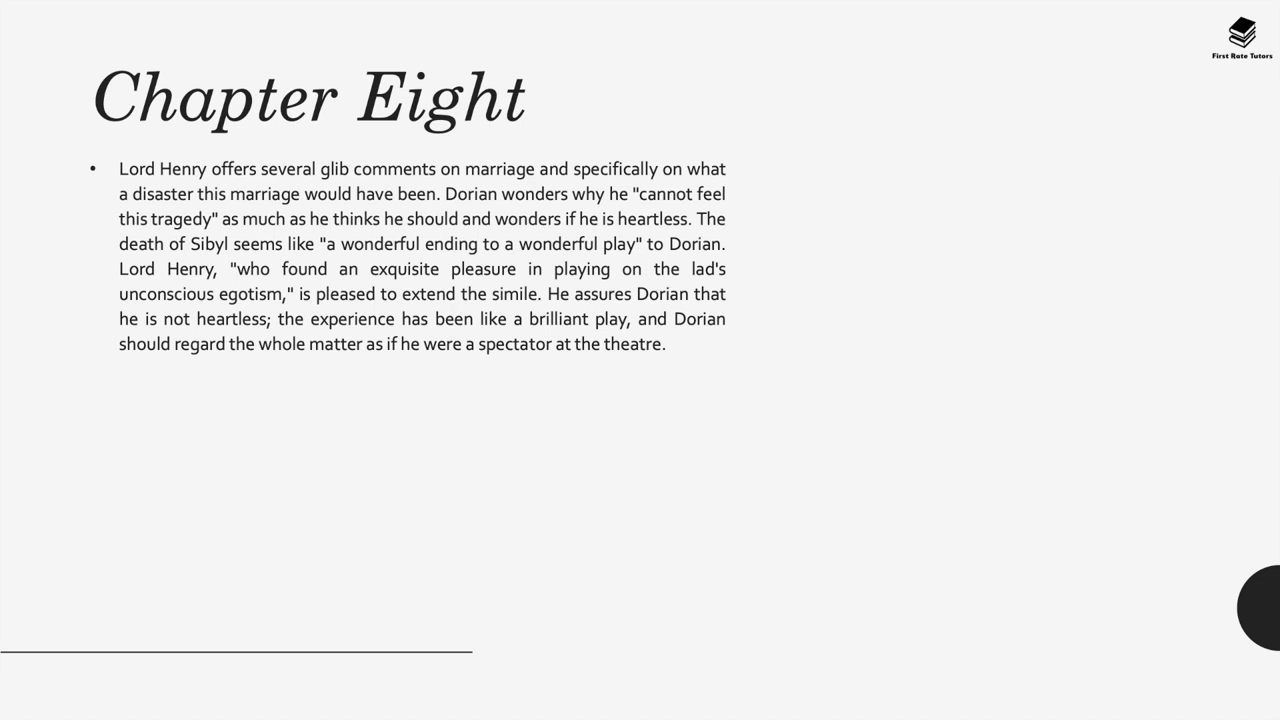 First Rate Tutors
Chapter Eight
• Lord Henry offers several glib comments on marriage and specifically on what
a disaster this marriage would have been. Dorian wonders why he "cannot feel
this tragedy" as much as he thinks he should and wonders if he is heartless. The
death of Sibyl seems like "a wonderful ending to a wonderful play" to Dorian.
Lord Henry, "who found an exquisite pleasure in playing on the lad's
unconscious egotism," is pleased to extend the simile. He assures Dorian that
he is not heartless; the experience has been like a brilliant play, and Dorian
should regard the whole matter as if he were a spectator at the theatre.